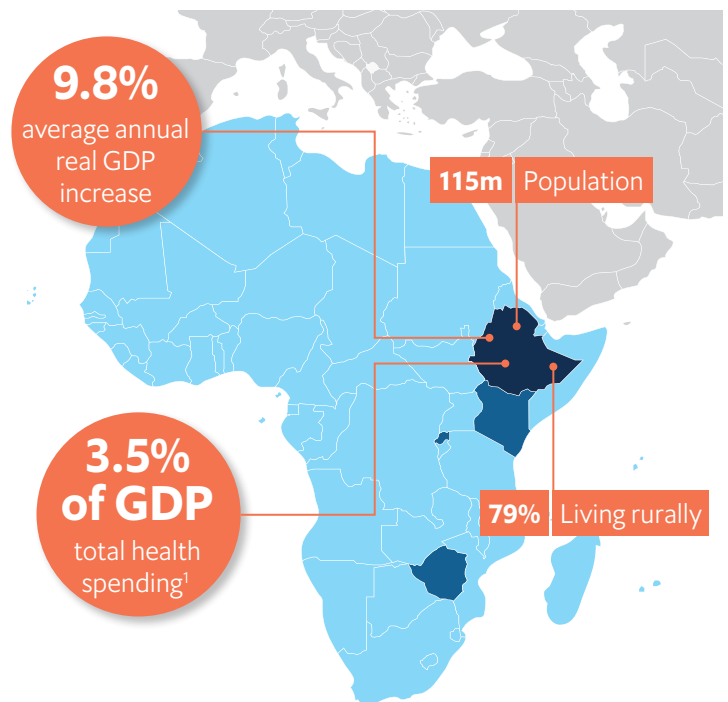 9.8%
average annual
real GDP
increase
115m Population
3.5%
of GDP
total health
spending¹
79% Living rurally